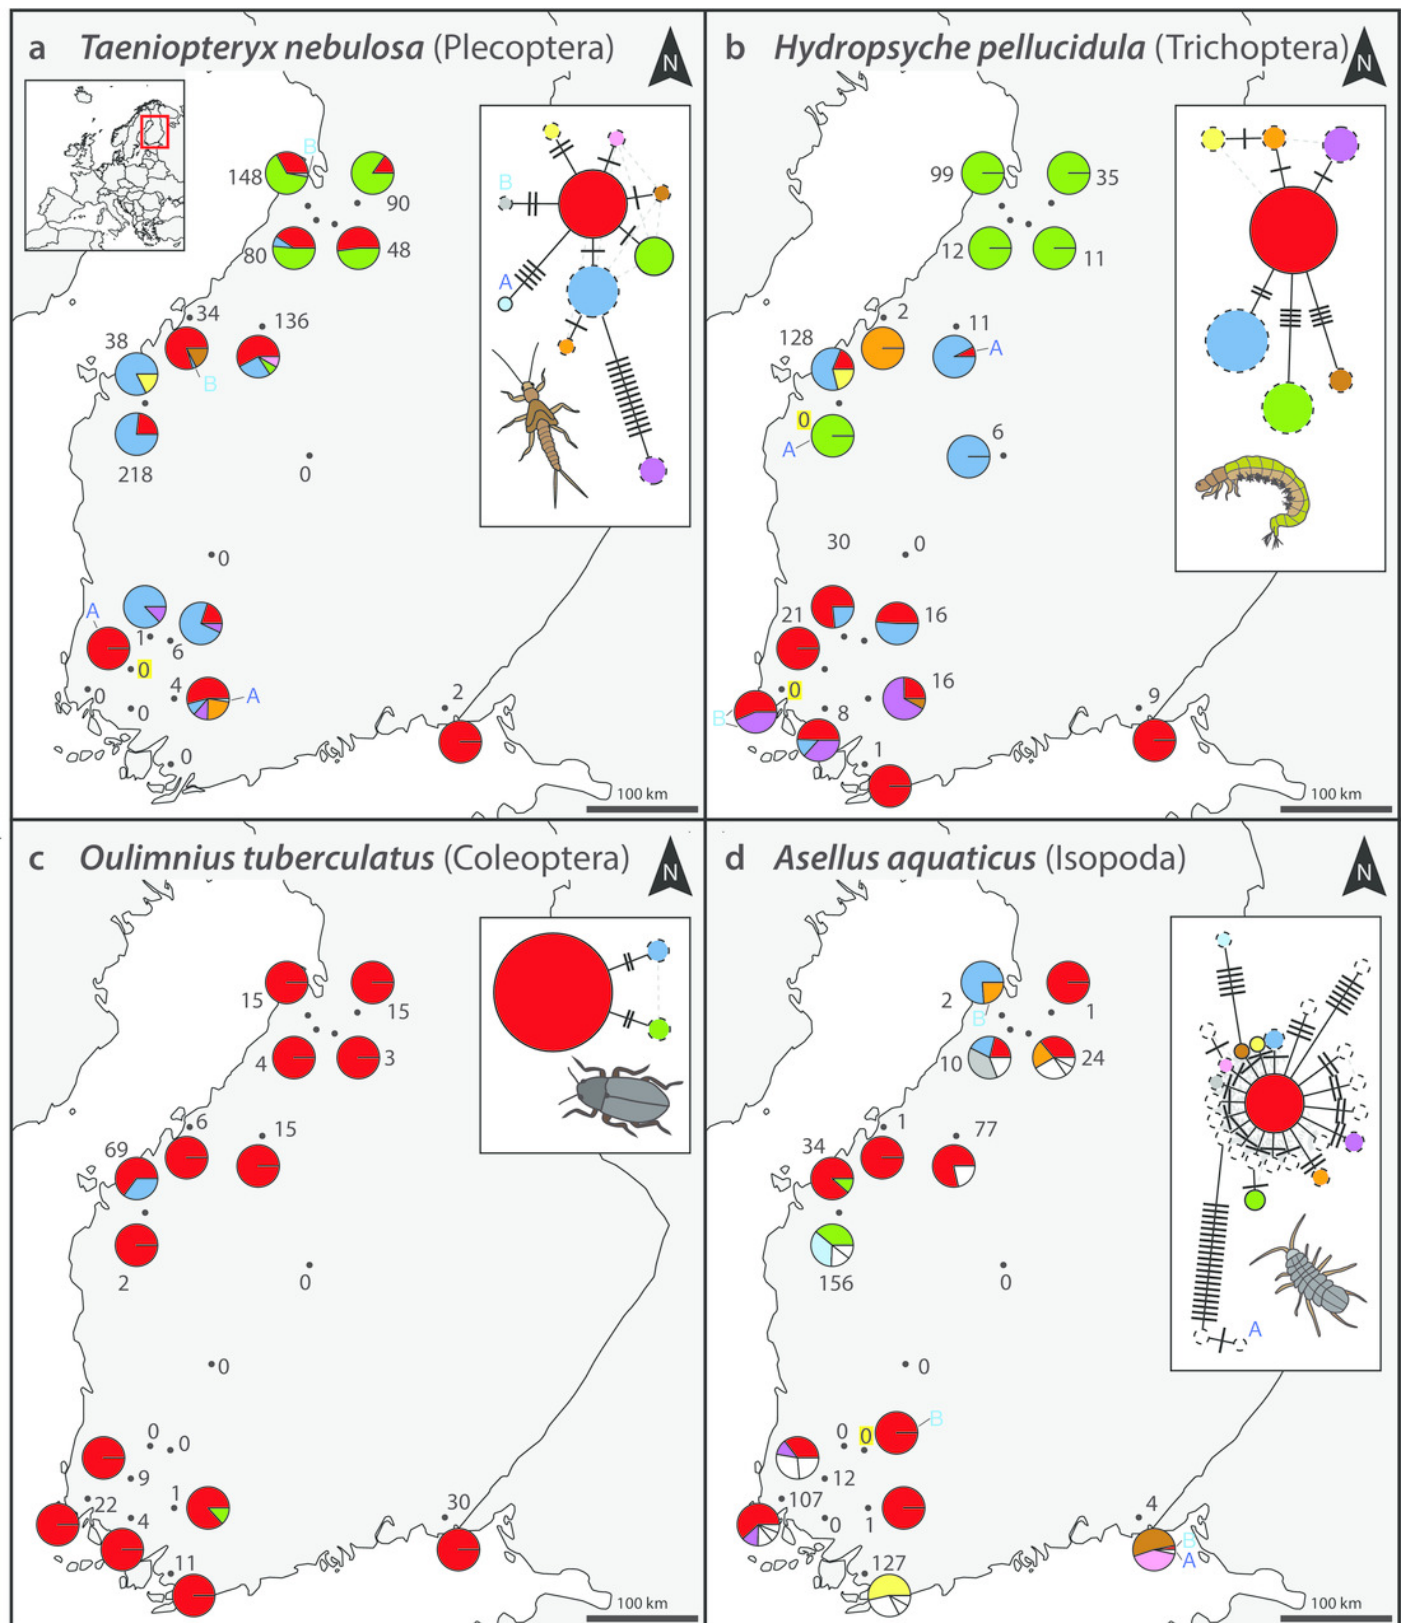 a Taeniopteryx nebulosa (Plecoptera)
N
B
148
90
80
48
34
136
38
B
218
0
0
A
1
6
0
4
A
0
0
0
2
100 km
B
A
b Hydropsyche pellucidula (Trichoptera)
N
99
35
12
11
2
11
128
A
0
A
6
30
0
21
16
0
16
B
8
1
9
100 km
c Oulimnius tuberculatus (Coleoptera)
N
15
15
4
3
6
15
69
2
0
0
0
0
9
22
1
4
11
30
100 km
d Asellus aquaticus (Isopoda)
N
2
B
1
10
24
1
77
34
156
0
0
B
0
0
12
107
0
1
127
4
B
A
100 km
A